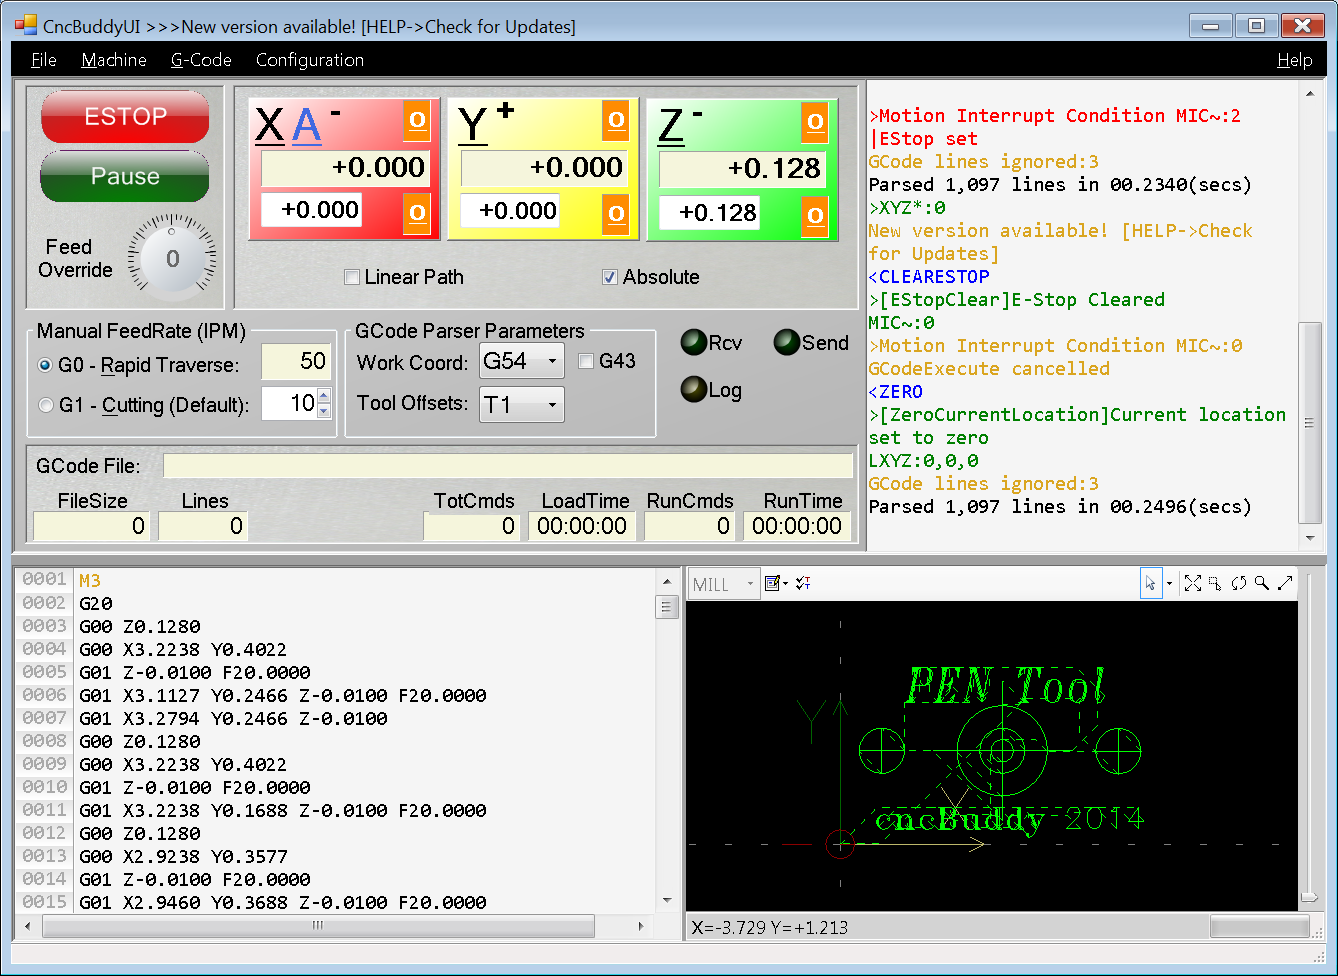 CncBuddyUI >>>New version available! [HELP->Check for Updates]
File Machine G-Code Configuration Help
ESTOP
Pause
Feed
Override
0
X A - O
+0.000
+0.000 O
Y + O
+0.000
+0.000 O
Z - O
+0.128
+0.128 O
Linear Path
Absolute
Manual FeedRate (IPM)
G0 - Rapid Traverse: 50
G1 - Cutting (Default): 10
GCode Parser Parameters
Work Coord: G54 G43
Tool Offsets: T1
Rcv Send
Log
GCode File:
FileSize Lines TotCmds LoadTime RunCmds RunTime
0 0 0 00:00:00 0 00:00:00
>Motion Interrupt Condition MIC~:2
|EStop set
GCode lines ignored:3
Parsed 1,097 lines in 00.2340(secs)
>XYZ*:0
New version available! [HELP->Check
for Updates]
<CLEARESTOP
>[EStopClear]E-Stop Cleared
MIC~:0
>Motion Interrupt Condition MIC~:0
GCodeExecute cancelled
<ZERO
>[ZeroCurrentLocation]Current location
set to zero
LXYZ:0,0,0
GCode lines ignored:3
Parsed 1,097 lines in 00.2496(secs)
0001 M3
0002 G20
0003 G00 Z0.1280
0004 G00 X3.2238 Y0.4022
0005 G01 Z-0.0100 F20.0000
0006 G01 X3.1127 Y0.2466 Z-0.0100 F20.0000
0007 G01 X3.2794 Y0.2466 Z-0.0100
0008 G00 Z0.1280
0009 G00 X3.2238 Y0.4022
0010 G01 Z-0.0100 F20.0000
0011 G01 X3.2238 Y0.1688 Z-0.0100 F20.0000
0012 G00 Z0.1280
0013 G00 X2.9238 Y0.3577
0014 G01 Z-0.0100 F20.0000
0015 G01 X2.9460 Y0.3688 Z-0.0100 F20.0000
MILL
PEN Tool
Y
X
cncBuddy 2014
X=-3.729 Y=+1.213